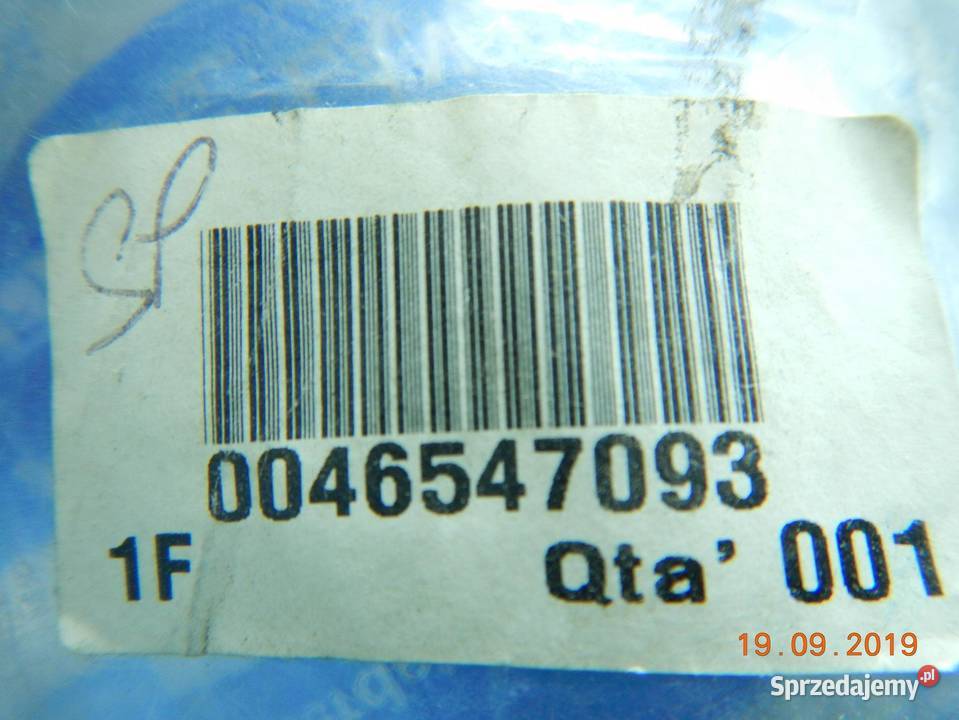 0046547093
1F Qta' 001
19.09.2019
Sprzedajemy.pl